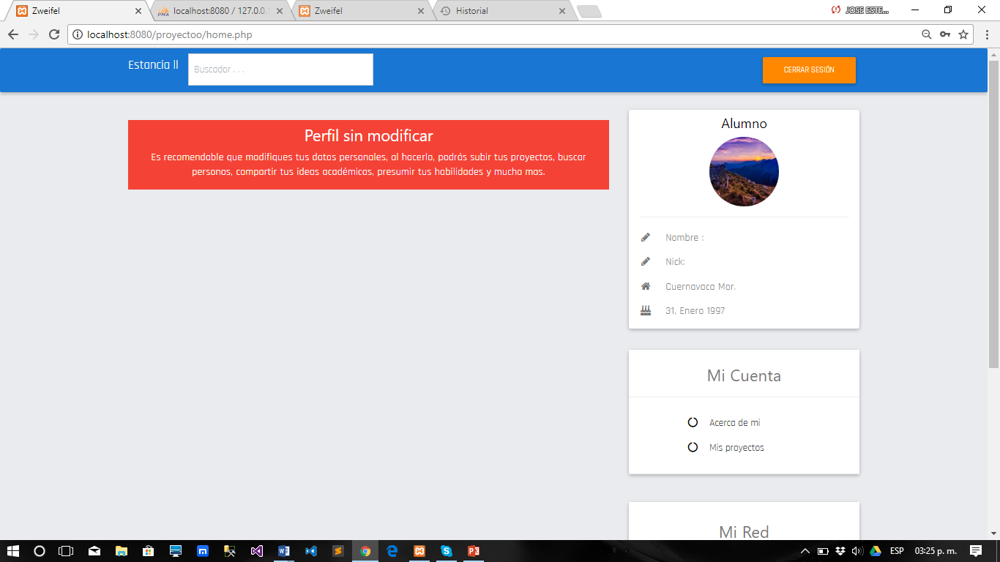 Zweifel
localhost:8080 / 127.0.0.1
Zweifel
Historial
JOSE ESTE...
localhost:8080/proyectoo/home.php
Estancia II
Buscador . . .
CERRAR SESIÓN
Perfil sin modificar
Es recomendable que modifiques tus datos personales, al hacerlo, podrás subir tus proyectos, buscar
personas, compartir tus ideas académicas, presumir tus habilidades y mucho mas.
Alumno
Nombre :
Nick:
Cuernavaca Mor.
31, Enero 1997
Mi Cuenta
Acerca de mi
Mis proyectos
Mi Red
ESP
03:25 p. m.